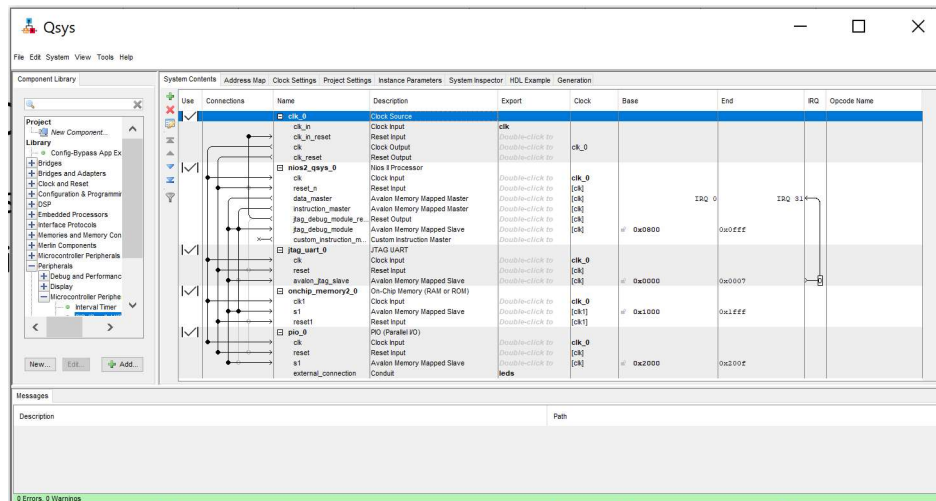 Qsys
File Edit System View Tools Help
Component Library
Project
New Component...
Library
Config-Bypass App Ex
Bridges
Bridges and Adapters
Clock and Reset
Configuration & Programmin
DSP
Embedded Processors
Interface Protocols
Memories and Memory Con
Merlin Components
Microcontroller Peripherals
Peripherals
Debug and Performanc
Display
Microcontroller Periphe
Interval Timer
New... Edit... Add...
System Contents Address Map Clock Settings Project Settings Instance Parameters System Inspector HDL Example Generation
Use Connections Name Description Export Clock Base End IRQ Opcode Name
clk_0 Clock Source
clk_in Clock Input clk
clk_in_reset Reset Input Double-click to
clk Clock Output Double-click to clk_0
clk_reset Reset Output Double-click to
nios2_qsys_0 Nios II Processor
clk Clock Input Double-click to clk_0
reset_n Reset Input Double-click to [clk]
data_master Avalon Memory Mapped Master Double-click to [clk] IRQ 0 IRQ 31
instruction_master Avalon Memory Mapped Master Double-click to [clk]
jtag_debug_module_re... Reset Output Double-click to [clk]
jtag_debug_module Avalon Memory Mapped Slave Double-click to [clk] 0x0800 0x0fff
custom_instruction_m... Custom Instruction Master Double-click to
jtag_uart_0 JTAG UART
clk Clock Input Double-click to clk_0
reset Reset Input Double-click to [clk]
avalon_jtag_slave Avalon Memory Mapped Slave Double-click to [clk] 0x0000 0x0007
onchip_memory2_0 On-Chip Memory (RAM or ROM)
clk1 Clock Input Double-click to clk_0
s1 Avalon Memory Mapped Slave Double-click to [clk1] 0x1000 0x1fff
reset1 Reset Input Double-click to [clk1]
pio_0 PIO (Parallel I/O)
clk Clock Input Double-click to clk_0
reset Reset Input Double-click to [clk]
s1 Avalon Memory Mapped Slave Double-click to [clk] 0x2000 0x200f
external_connection Conduit leds
Messages
Description Path
0 Errors, 0 Warnings